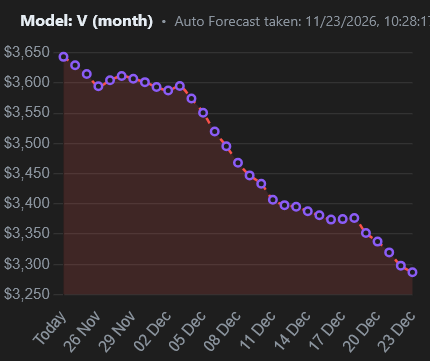 Model: V (month) • Auto Forecast taken: 11/23/2026, 10:28:17
$3,650
$3,600
$3,550
$3,500
$3,450
$3,400
$3,350
$3,300
$3,250
Today
26 Nov
29 Nov
02 Dec
05 Dec
08 Dec
11 Dec
14 Dec
17 Dec
20 Dec
23 Dec